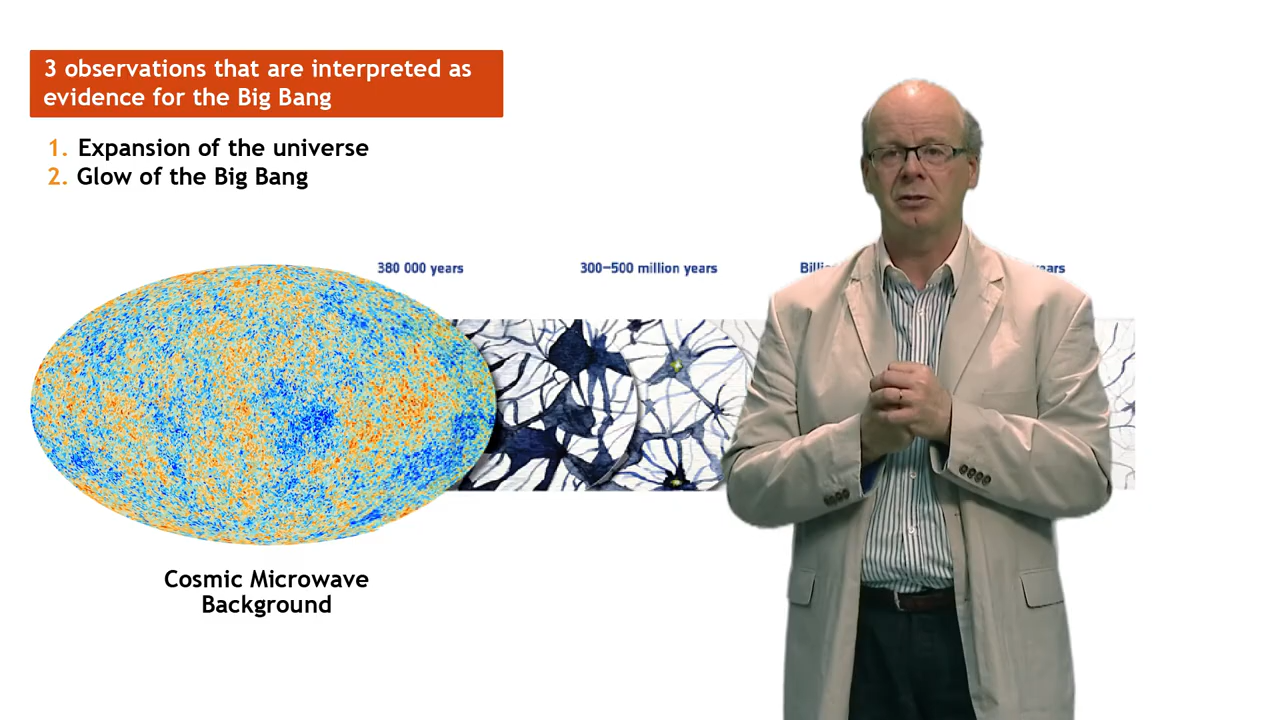 3 observations that are interpreted as
evidence for the Big Bang
1. Expansion of the universe
2. Glow of the Big Bang
380 000 years
300–500 million years
years
Cosmic Microwave
Background